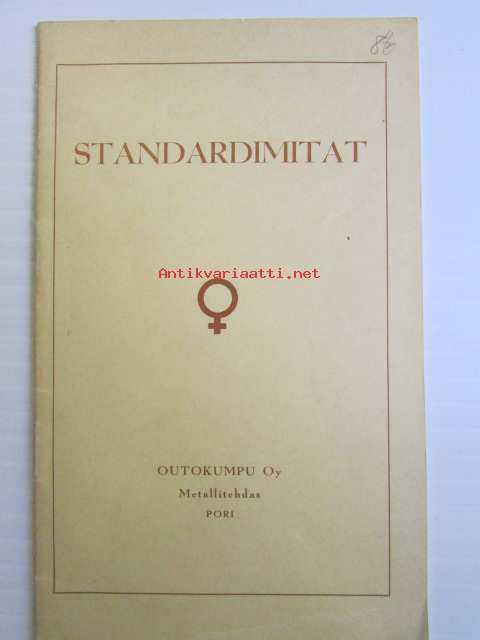 STANDARDIMITAT
Antikvariaatti.net
OUTOKUMPU Oy
Metallitehdas
PORI